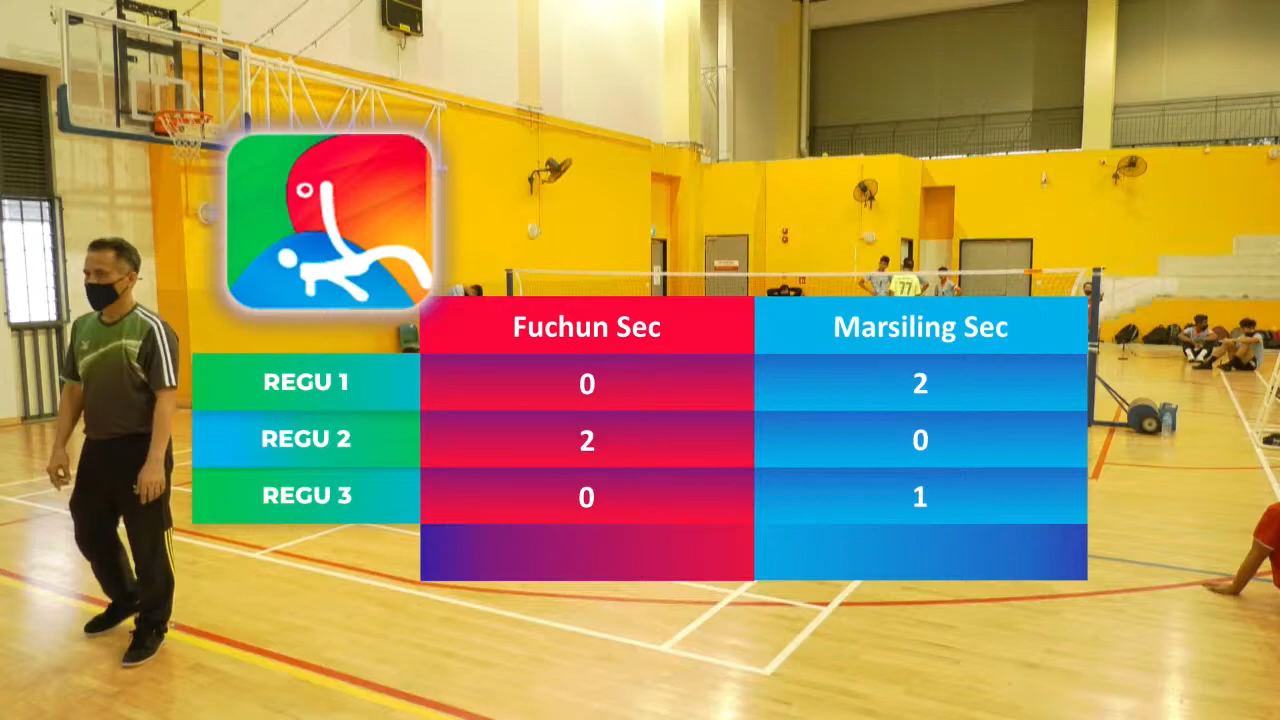 Fuchun Sec Marsiling Sec
REGU 1 0 2
REGU 2 2 0
REGU 3 0 1
77